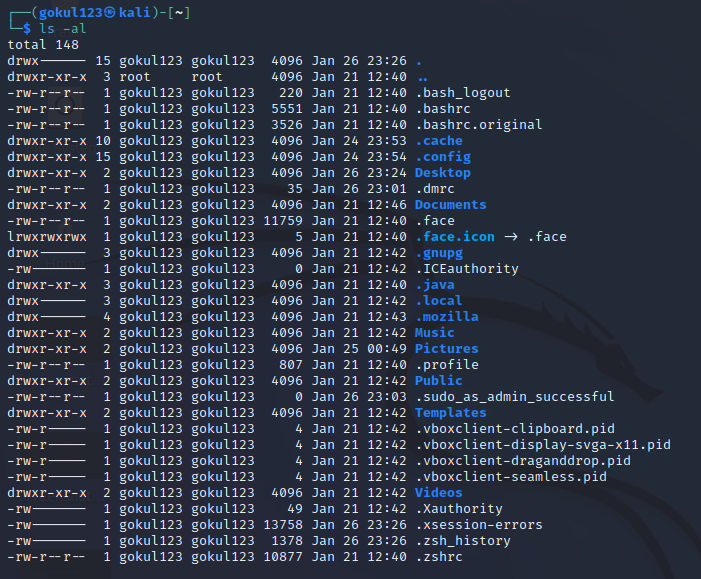 ┌──(gokul123㉿kali)-[~]
└─$ ls -al
total 148
drwx------ 15 gokul123 gokul123  4096 Jan 26 23:26 .
drwxr-xr-x  3 root     root      4096 Jan 21 12:40 ..
-rw-r--r--  1 gokul123 gokul123   220 Jan 21 12:40 .bash_logout
-rw-r--r--  1 gokul123 gokul123  5551 Jan 21 12:40 .bashrc
-rw-r--r--  1 gokul123 gokul123  3526 Jan 21 12:40 .bashrc.original
drwxr-xr-x 10 gokul123 gokul123  4096 Jan 24 23:53 .cache
drwxr-xr-x 15 gokul123 gokul123  4096 Jan 24 23:54 .config
drwxr-xr-x  2 gokul123 gokul123  4096 Jan 26 23:24 Desktop
-rw-r--r--  1 gokul123 gokul123    35 Jan 26 23:01 .dmrc
drwxr-xr-x  2 gokul123 gokul123  4096 Jan 21 12:46 Documents
-rw-r--r--  1 gokul123 gokul123 11759 Jan 21 12:40 .face
lrwxrwxrwx  1 gokul123 gokul123     5 Jan 21 12:40 .face.icon -> .face
drwx------  3 gokul123 gokul123  4096 Jan 21 12:42 .gnupg
-rw-------  1 gokul123 gokul123     0 Jan 21 12:42 .ICEauthority
drwxr-xr-x  3 gokul123 gokul123  4096 Jan 21 12:40 .java
drwx------  3 gokul123 gokul123  4096 Jan 21 12:42 .local
drwx------  4 gokul123 gokul123  4096 Jan 21 12:43 .mozilla
drwxr-xr-x  2 gokul123 gokul123  4096 Jan 21 12:42 Music
drwxr-xr-x  2 gokul123 gokul123  4096 Jan 25 00:49 Pictures
-rw-r--r--  1 gokul123 gokul123   807 Jan 21 12:40 .profile
drwxr-xr-x  2 gokul123 gokul123  4096 Jan 21 12:42 Public
-rw-r--r--  1 gokul123 gokul123     0 Jan 26 23:03 .sudo_as_admin_successful
drwxr-xr-x  2 gokul123 gokul123  4096 Jan 21 12:42 Templates
-rw-r-----  1 gokul123 gokul123     4 Jan 21 12:42 .vboxclient-clipboard.pid
-rw-r-----  1 gokul123 gokul123     4 Jan 21 12:42 .vboxclient-display-svga-x11.pid
-rw-r-----  1 gokul123 gokul123     4 Jan 21 12:42 .vboxclient-draganddrop.pid
-rw-r-----  1 gokul123 gokul123     4 Jan 21 12:42 .vboxclient-seamless.pid
drwxr-xr-x  2 gokul123 gokul123  4096 Jan 21 12:42 Videos
-rw-------  1 gokul123 gokul123    49 Jan 21 12:42 .Xauthority
-rw-------  1 gokul123 gokul123 13758 Jan 26 23:26 .xsession-errors
-rw-------  1 gokul123 gokul123  1378 Jan 26 23:26 .zsh_history
-rw-r--r--  1 gokul123 gokul123 10877 Jan 21 12:40 .zshrc